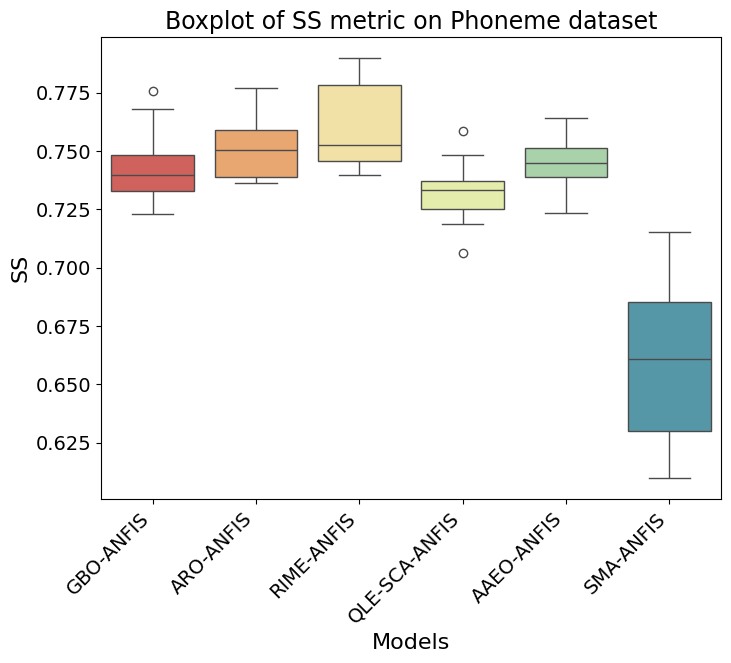 Boxplot of SS metric on Phoneme dataset
SS
0.775
0.750
0.725
0.700
0.675
0.650
0.625
GBO-ANFIS
ARO-ANFIS
RIME-ANFIS
QLE-SCA-ANFIS
AAEO-ANFIS
SMA-ANFIS
Models